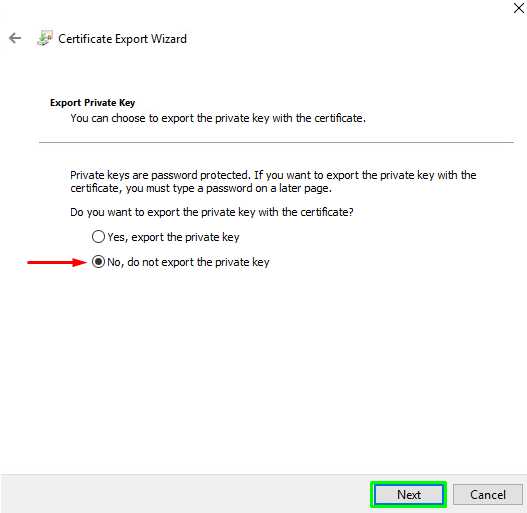 Certificate Export Wizard
Export Private Key
You can choose to export the private key with the certificate.
Private keys are password protected. If you want to export the private key with the
certificate, you must type a password on a later page.
Do you want to export the private key with the certificate?
Yes, export the private key
No, do not export the private key
Next
Cancel